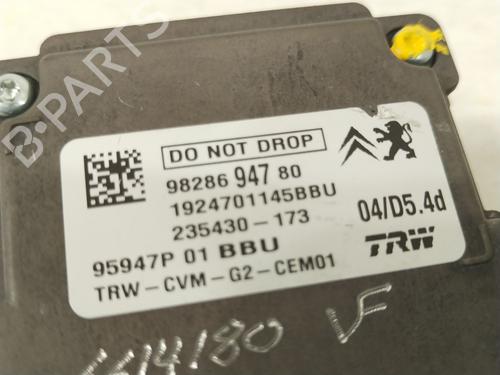 B-PARTS
DO NOT DROP
98286 947 80
1924701145BBU
235430-173
04/D5.4d
95947P 01 BBU
TRW
TRW-CVM-G2-CEM01